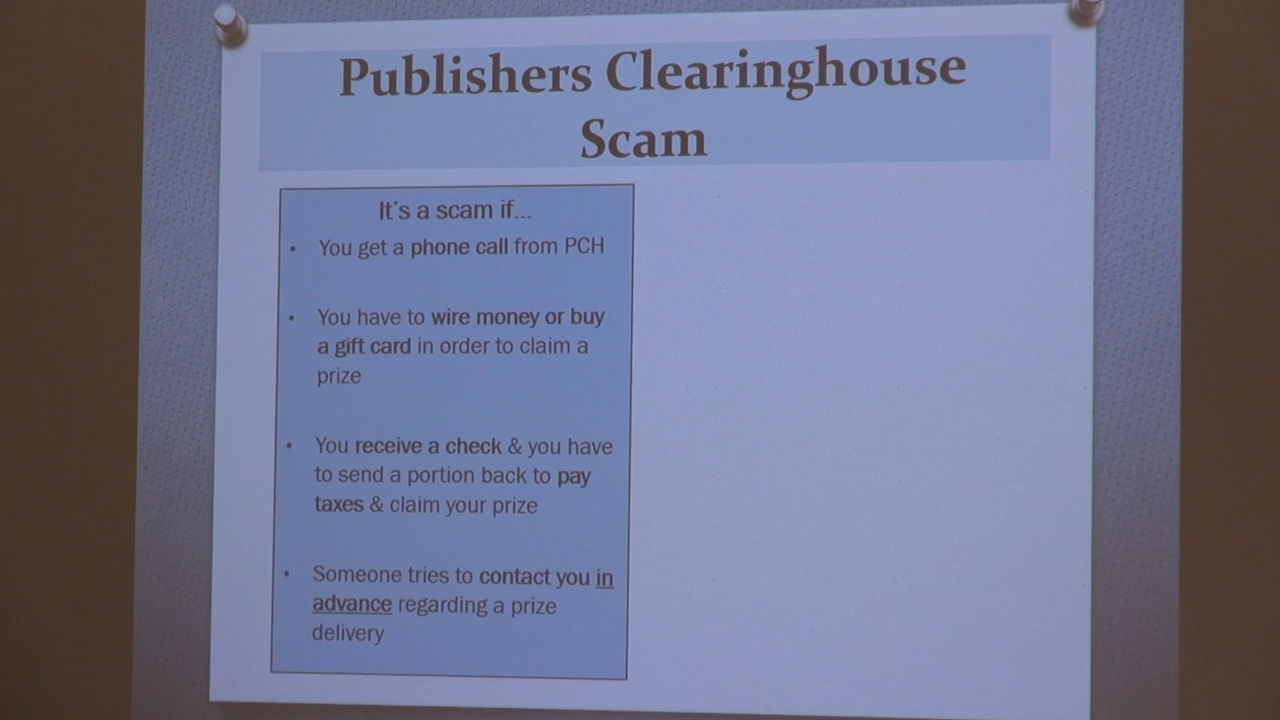 Publishers Clearinghouse
Scam
It's a scam if...
• You get a phone call from PCH
• You have to wire money or buy
a gift card in order to claim a
prize
• You receive a check & you have
to send a portion back to pay
taxes & claim your prize
• Someone tries to contact you in
advance regarding a prize
delivery